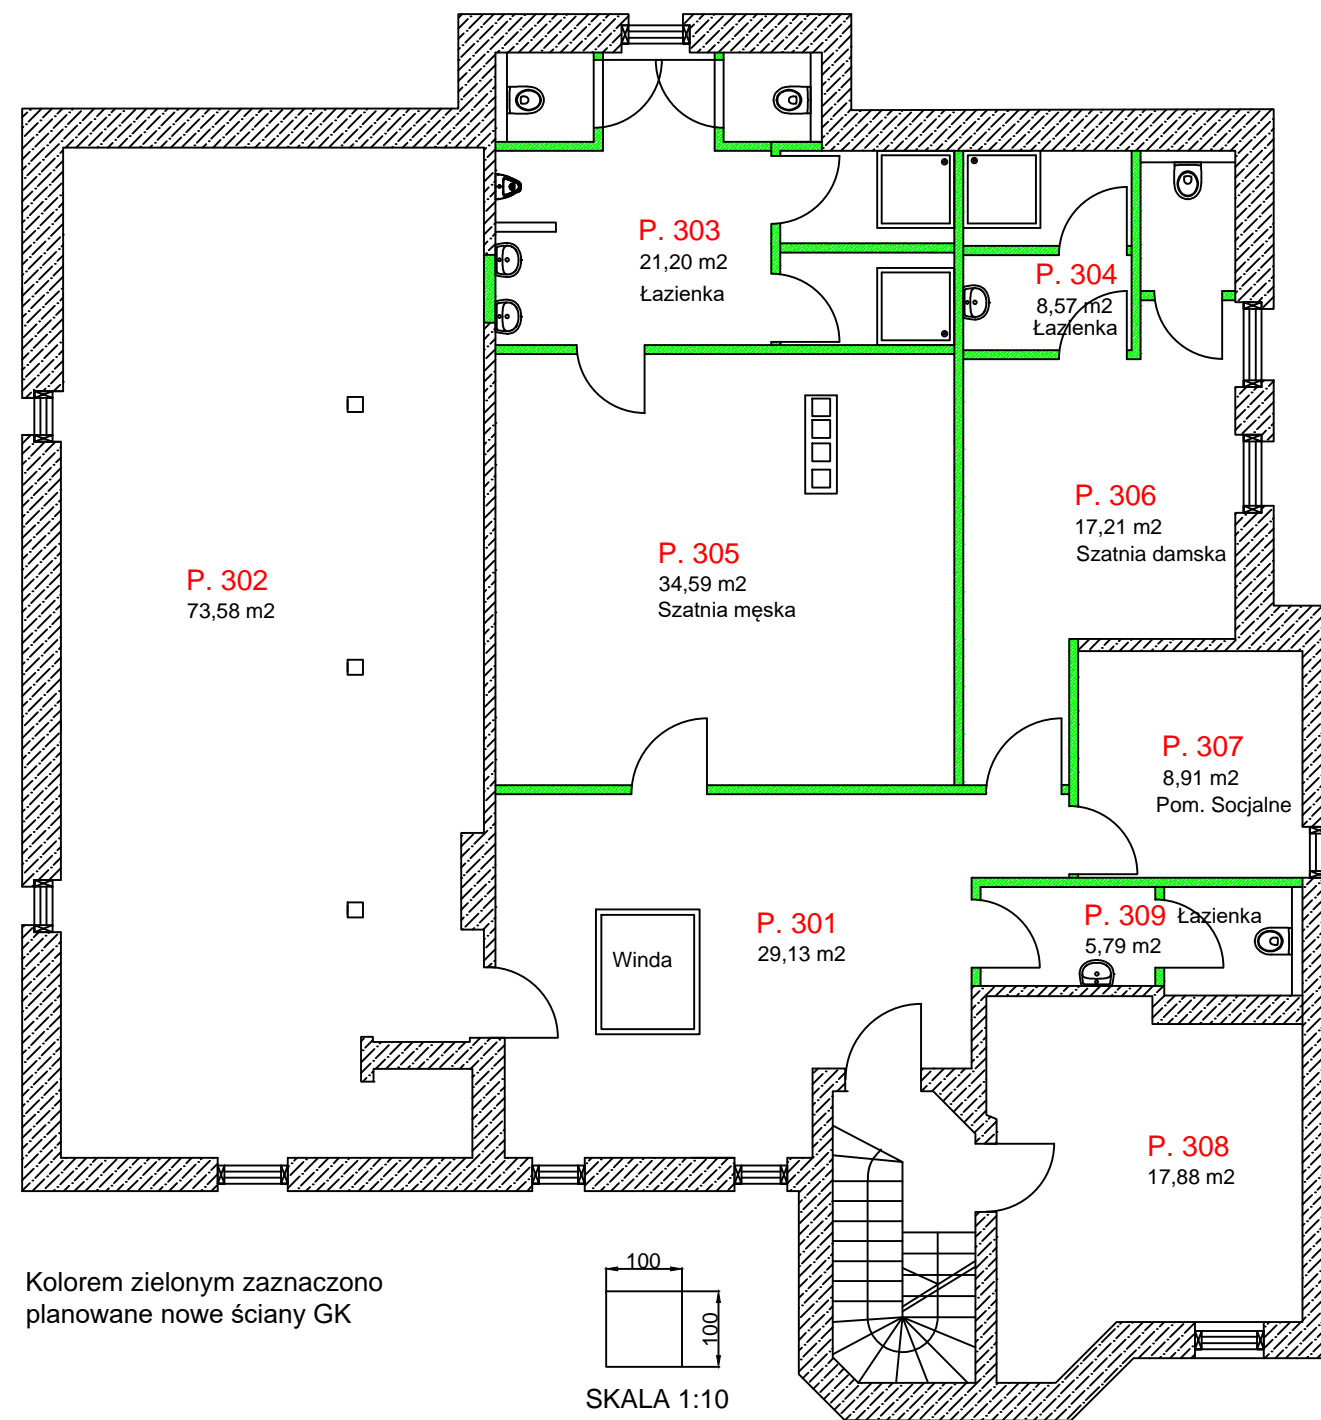 P. 303
21,20 m2
Łazienka
P. 304
8,57 m2
Łazienka
P. 306
17,21 m2
Szatnia damska
P. 305
34,59 m2
Szatnia męska
P. 302
73,58 m2
P. 307
8,91 m2
Pom. Socjalne
P. 301
29,13 m2
Winda
P. 309 Łazienka
5,79 m2
P. 308
17,88 m2
Kolorem zielonym zaznaczono
planowane nowe ściany GK
100
100
SKALA 1:10